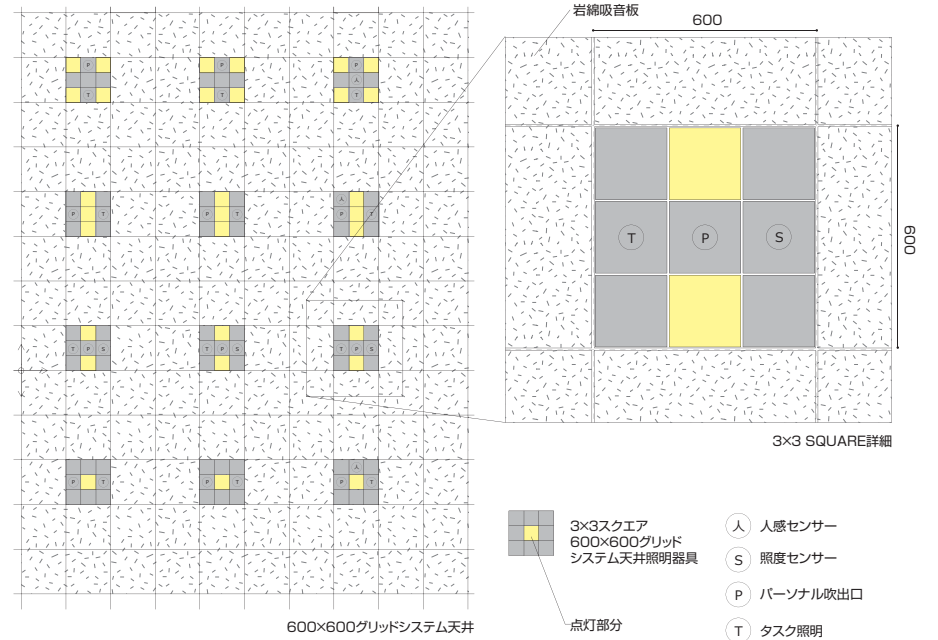 岩綿吸音板
600
P
P
P
人
T
T
T
人
P
T
P
T
P
T
T
P
S
600
T
P
S
T
P
S
T
P
S
3×3 SQUARE詳細
人
P
T
P
T
P
T
3×3スクエア
600×600グリッド
システム天井照明器具
点灯部分
人 人感センサー
S 照度センサー
P パーソナル吹出口
T タスク照明
600×600グリッドシステム天井